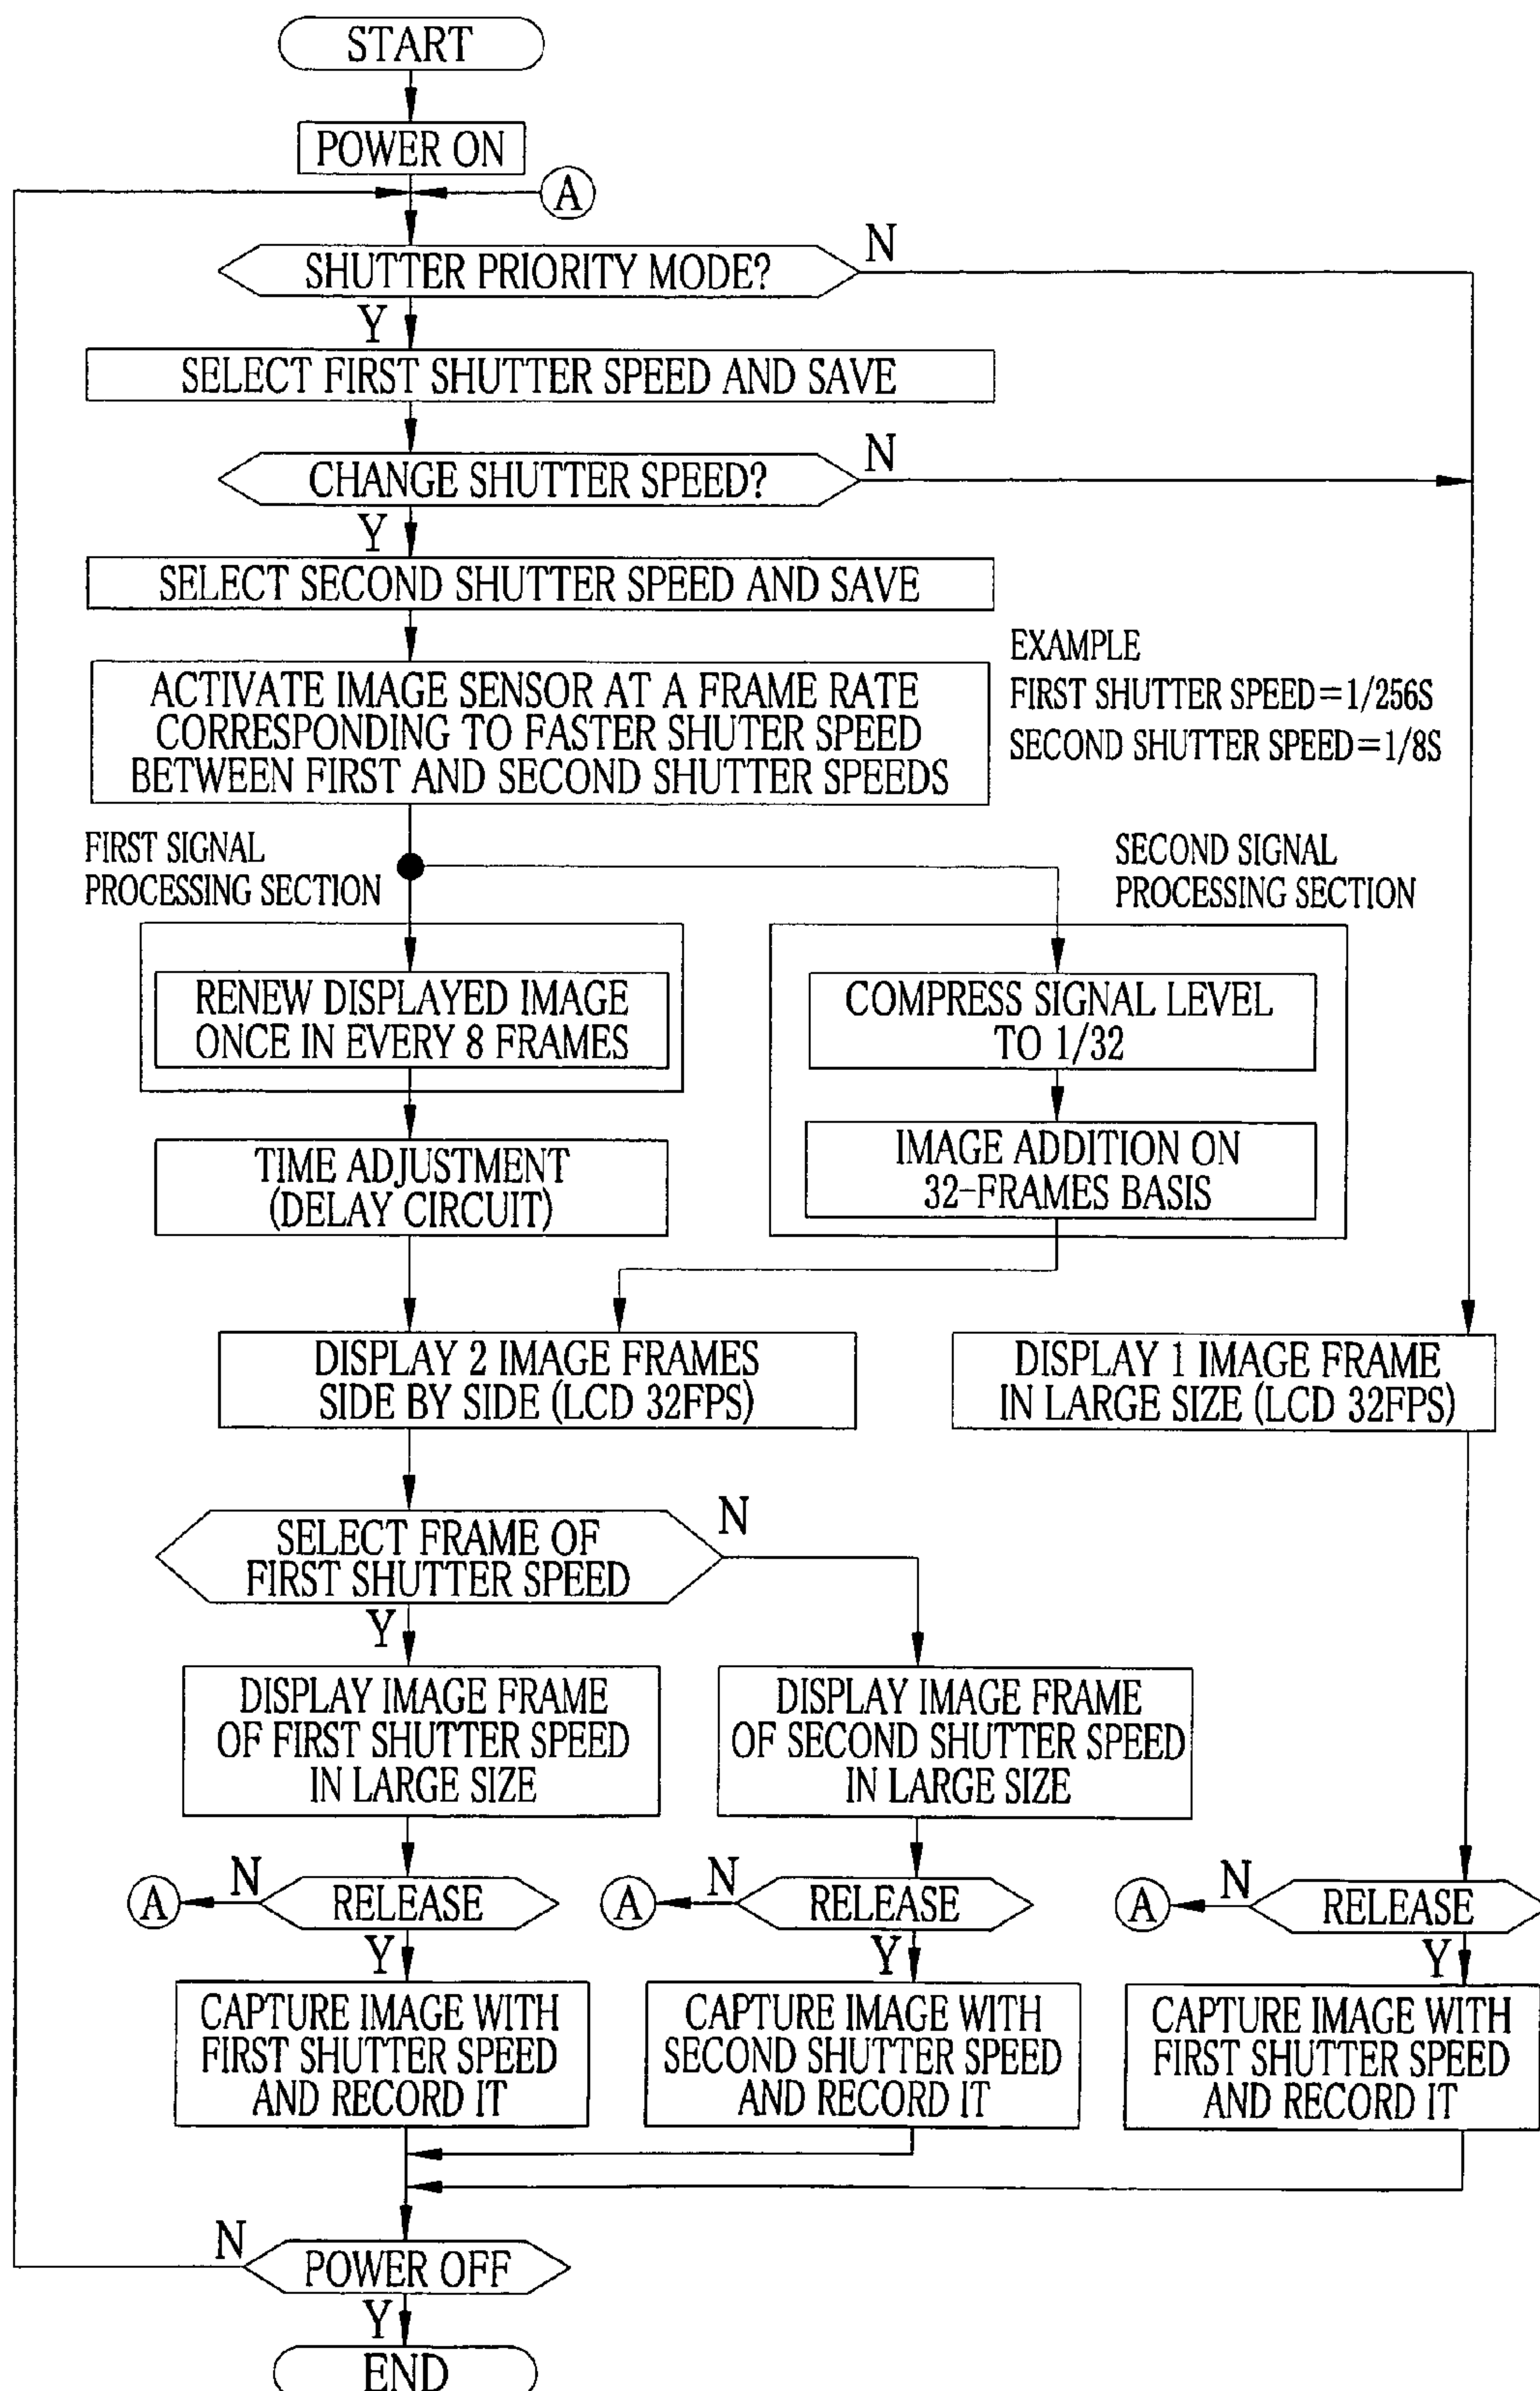 START
POWER ON
A
SHUTTER PRIORITY MODE?
N
Y
SELECT FIRST SHUTTER SPEED AND SAVE
CHANGE SHUTTER SPEED?
N
Y
SELECT SECOND SHUTTER SPEED AND SAVE
ACTIVATE IMAGE SENSOR AT A FRAME RATE
CORRESPONDING TO FASTER SHUTER SPEED
BETWEEN FIRST AND SECOND SHUTTER SPEEDS
EXAMPLE
FIRST SHUTTER SPEED=1/256S
SECOND SHUTTER SPEED=1/8S
FIRST SIGNAL
PROCESSING SECTION
SECOND SIGNAL
PROCESSING SECTION
RENEW DISPLAYED IMAGE
ONCE IN EVERY 8 FRAMES
COMPRESS SIGNAL LEVEL
TO 1/32
TIME ADJUSTMENT
(DELAY CIRCUIT)
IMAGE ADDITION ON
32-FRAMES BASIS
DISPLAY 2 IMAGE FRAMES
SIDE BY SIDE (LCD 32FPS)
DISPLAY 1 IMAGE FRAME
IN LARGE SIZE (LCD 32FPS)
SELECT FRAME OF
FIRST SHUTTER SPEED
N
Y
DISPLAY IMAGE FRAME
OF FIRST SHUTTER SPEED
IN LARGE SIZE
DISPLAY IMAGE FRAME
OF SECOND SHUTTER SPEED
IN LARGE SIZE
A
N
RELEASE
Y
A
N
RELEASE
Y
A
N
RELEASE
Y
CAPTURE IMAGE WITH
FIRST SHUTTER SPEED
AND RECORD IT
CAPTURE IMAGE WITH
SECOND SHUTTER SPEED
AND RECORD IT
CAPTURE IMAGE WITH
FIRST SHUTTER SPEED
AND RECORD IT
N
POWER OFF
Y
END